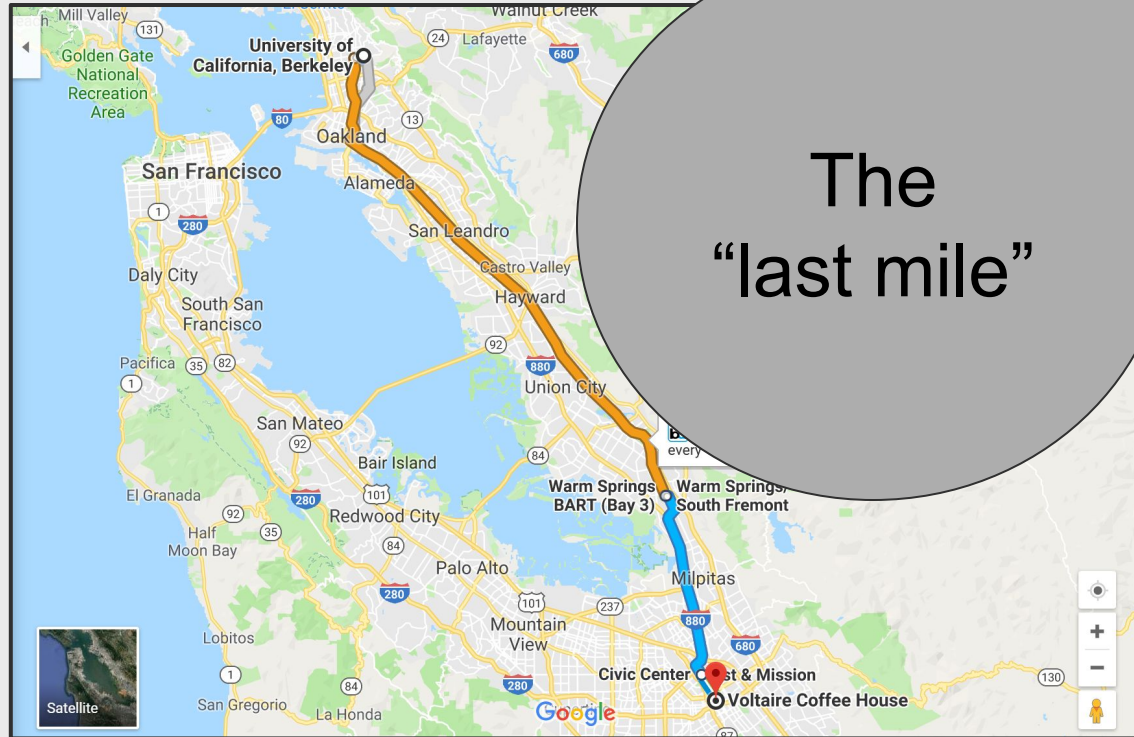 Mill Valley
131
Walnut Creek
24
Lafayette
680
University of
California, Berkeley
Golden Gate
National
Recreation
Area
80
13
Oakland
San Francisco
Alameda
The
“last mile”
1
280
San Leandro
Castro Valley
Daly City
Hayward
South San
Francisco
92
880
Pacifica
35
82
1
Union City
San Mateo
92
84
every
Bair Island
Warm Springs
BART (Bay 3)
Warm Springs/
South Fremont
El Granada
92
280
101
Redwood City
Half
Moon Bay
35
84
Palo Alto
Milpitas
280
101
237
880
Mountain
View
680
Lobitos
Civic Center
st & Mission
130
1
84
280
Voltaire Coffee House
San Gregorio
La Honda
Google
Satellite
87